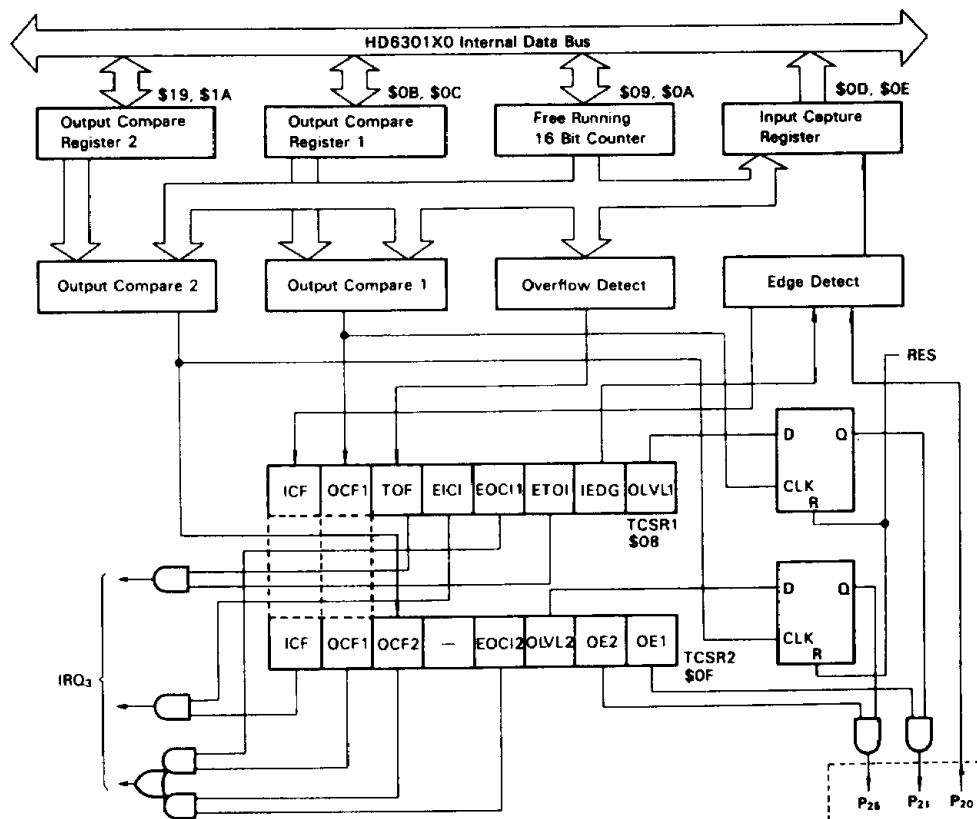 HD6301X0 Internal Data Bus
$19, $1A
$0B, $0C
$09, $0A
$0D, $0E
Output Compare
Register 2
Output Compare
Register 1
Free Running
16 Bit Counter
Input Capture
Register
Output Compare 2
Output Compare 1
Overflow Detect
Edge Detect
RES
D Q
CLK
R
ICF OCF1 TOF EICI EOCI1 ETOI IEDG OLVL1
TCSR1
$08
D Q
CLK
R
ICF OCF1 OCF2 — EOCI2 OLVL2 OE2 OE1
TCSR2
$0F
IRQ3
P25 P21 P20